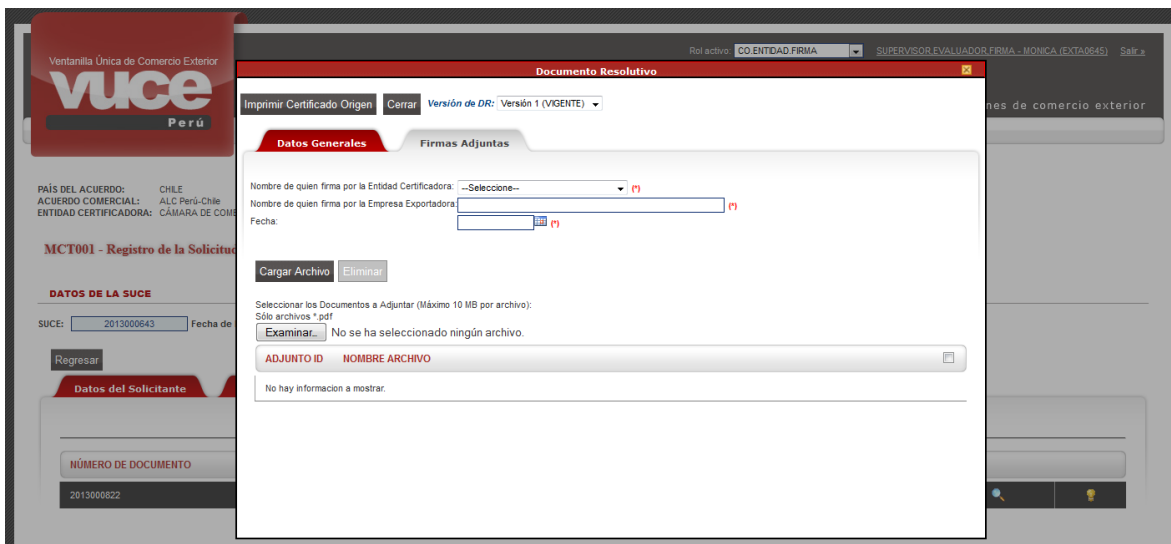 Ventanilla Única de Comercio Exterior
vuce
Perú
Rol activo: CO.ENTIDAD.FIRMA SUPERVISOR,EVALUADOR,FIRMA - MONICA (EXTA0645) Salir »
nes de comercio exterior
Documento Resolutivo
Imprimir Certificado Origen Cerrar Versión de DR: Versión 1 (VIGENTE)
Datos Generales Firmas Adjuntas
Nombre de quien firma por la Entidad Certificadora: --Seleccione-- (*)
Nombre de quien firma por la Empresa Exportadora: (*)
Fecha: (*)
Cargar Archivo Eliminar
Seleccionar los Documentos a Adjuntar (Máximo 10 MB por archivo):
Sólo archivos *.pdf
Examinar... No se ha seleccionado ningún archivo.
ADJUNTO ID NOMBRE ARCHIVO
No hay informacion a mostrar.
PAÍS DEL ACUERDO: CHILE
ACUERDO COMERCIAL: ALC Perú-Chile
ENTIDAD CERTIFICADORA: CÁMARA DE COME
MCT001 - Registro de la Solicitud
DATOS DE LA SUCE
SUCE: 2013000643 Fecha de
Regresar
Datos del Solicitante
NÚMERO DE DOCUMENTO
2013000822